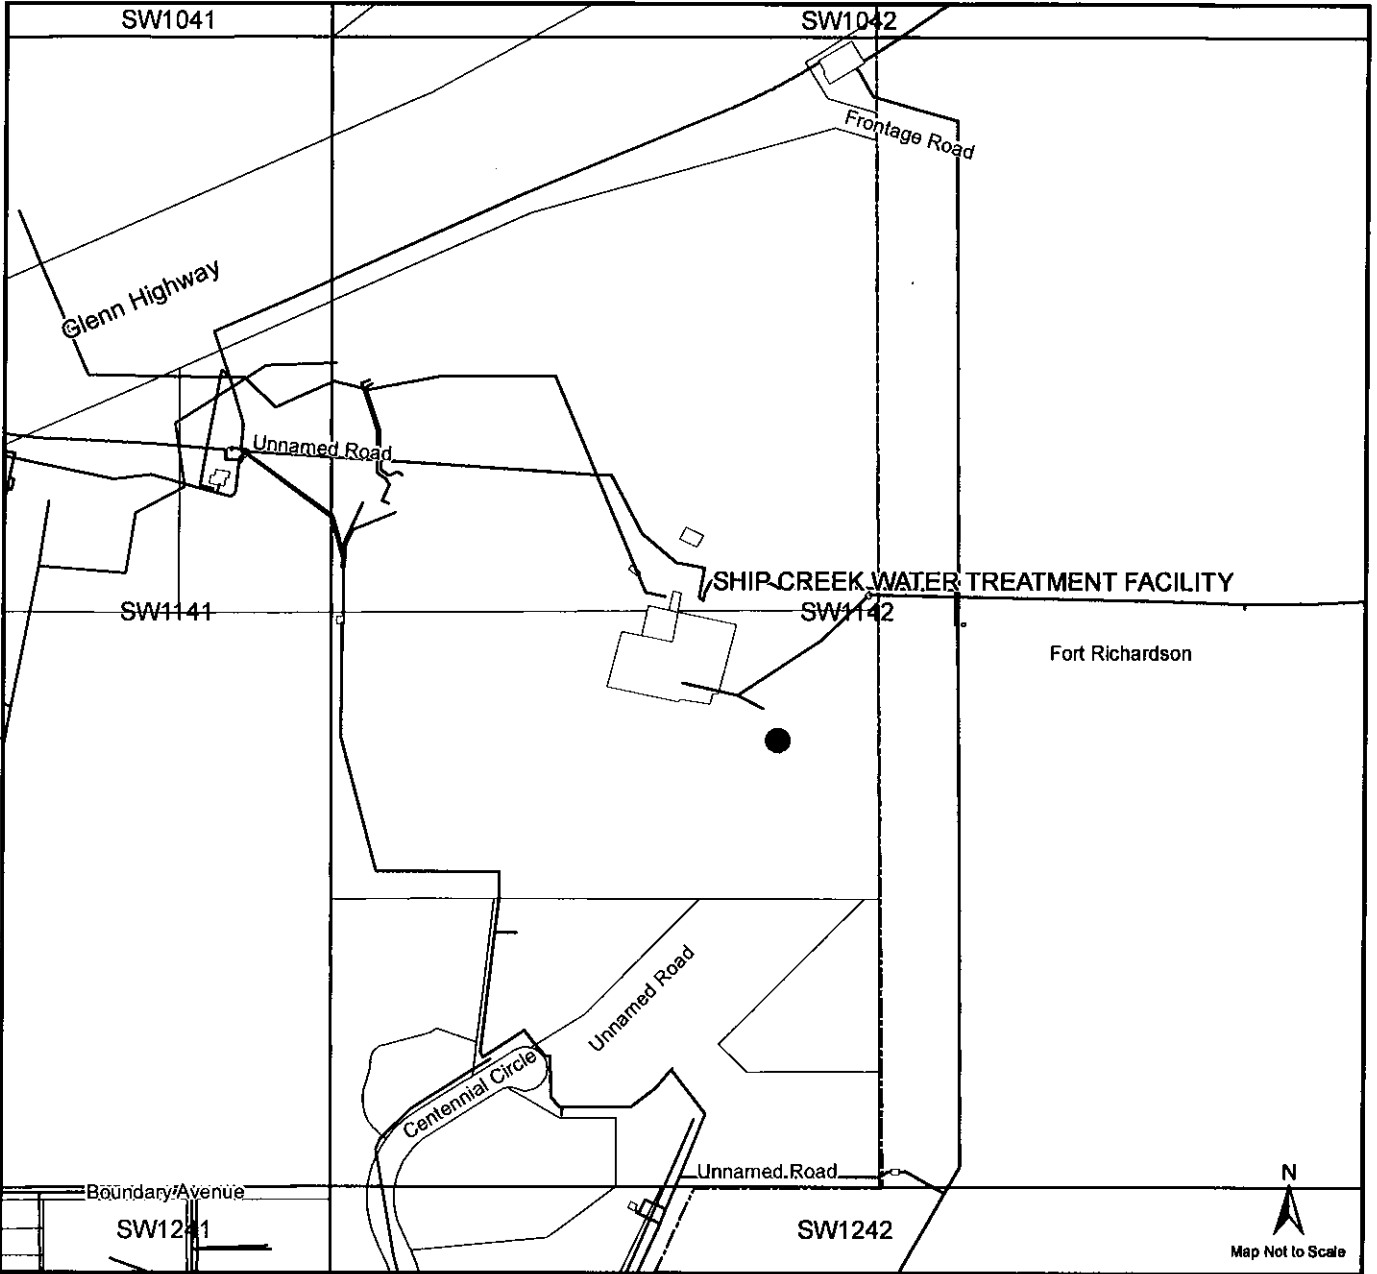 SW1041
SW1042
Frontage Road
Glenn Highway
Unnamed Road
SHIP CREEK WATER TREATMENT FACILITY
SW1141
SW1142
Fort Richardson
Unnamed Road
Centennial Circle
Unnamed Road
Boundary Avenue
SW1241
SW1242
N
Map Not to Scale